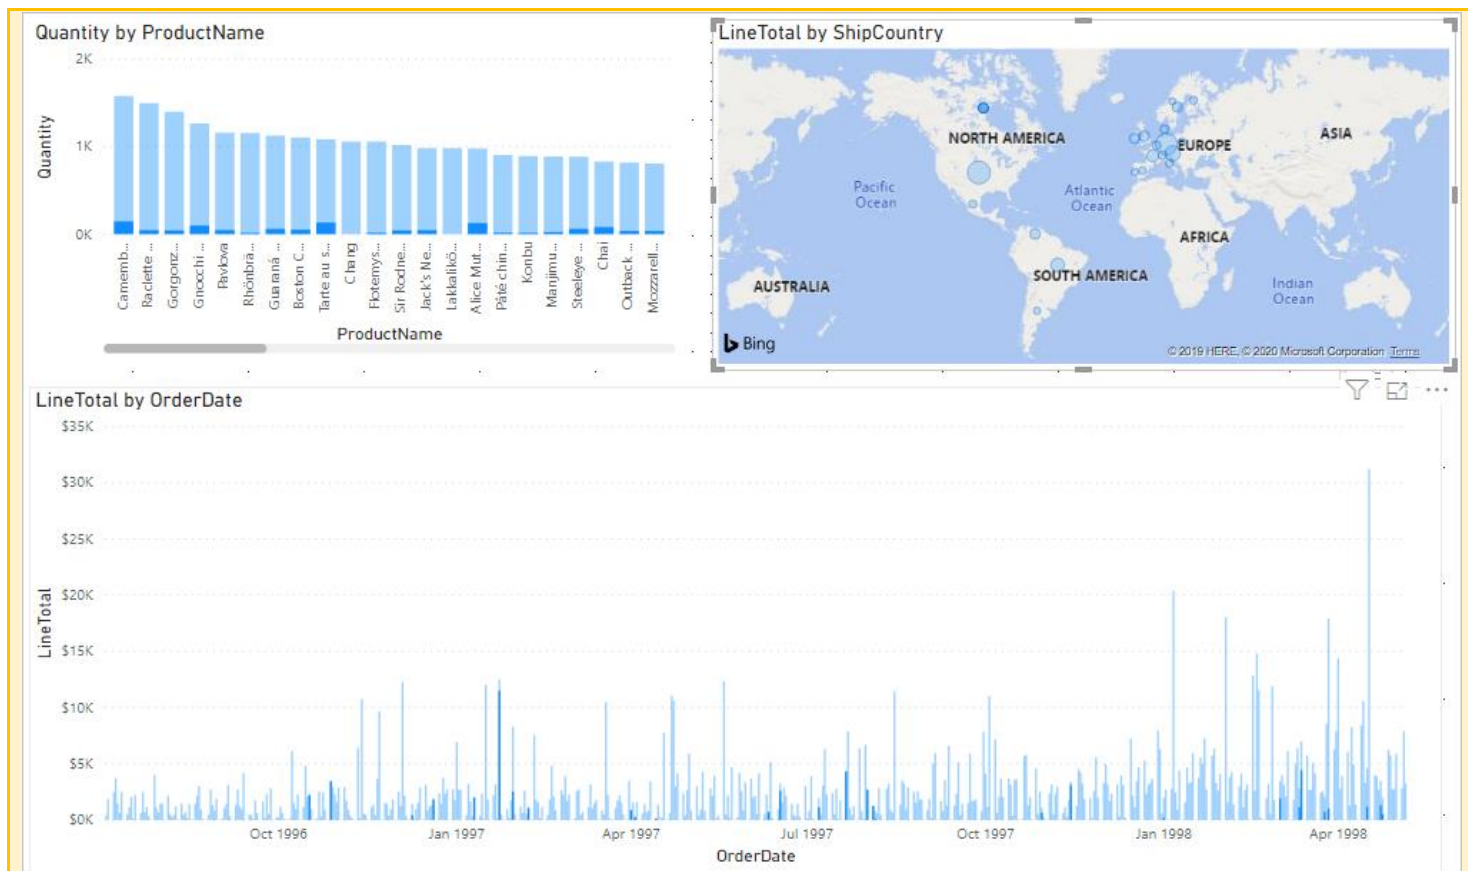 Quantity by ProductName
2K
1K
0K
Quantity
Camemb...
Raclette ...
Gorgonz...
Gnocchi ...
Pavlova
Rhönbrä...
Guaraná ...
Boston C...
Tarte au s...
Chang
Flotemys...
Sir Rodne...
Jack's Ne...
Lakkalikö...
Alice Mut...
Pâté chin...
Konbu
Manjimu...
Steeleye ...
Chai
Outback ...
Mozzarell...
ProductName
LineTotal by ShipCountry
NORTH AMERICA
EUROPE
ASIA
Pacific
Ocean
Atlantic
Ocean
AFRICA
SOUTH AMERICA
AUSTRALIA
Indian
Ocean
Bing
© 2019 HERE, © 2020 Microsoft Corporation Terms
LineTotal by OrderDate
$35K
$30K
$25K
$20K
$15K
$10K
$5K
$0K
LineTotal
Oct 1996
Jan 1997
Apr 1997
Jul 1997
Oct 1997
Jan 1998
Apr 1998
OrderDate